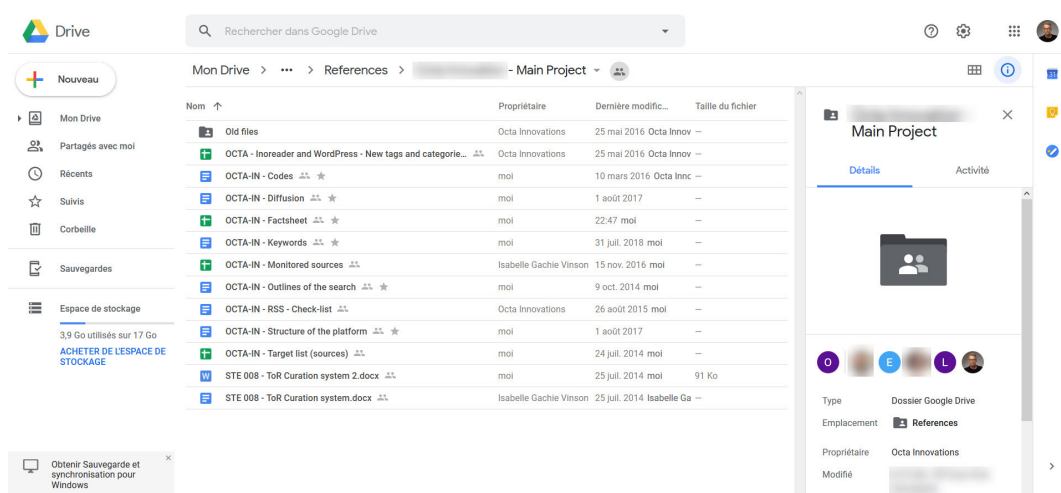 Drive
Rechercher dans Google Drive
Nouveau
Mon Drive
Partagés avec moi
Récents
Suivis
Corbeille
Sauvegardes
Espace de stockage
3,9 Go utilisés sur 17 Go
ACHETER DE L'ESPACE DE
STOCKAGE
Obtenir Sauvegarde et
synchronisation pour
Windows
Mon Drive > ••• > References > - Main Project
Nom Propriétaire Dernière modific... Taille du fichier
Old files Octa Innovations 25 mai 2016 Octa Innov —
OCTA - Inoreader and WordPress - New tags and categorie... Octa Innovations 25 mai 2016 Octa Innov —
OCTA-IN - Codes moi 10 mars 2016 Octa Innc —
OCTA-IN - Diffusion moi 1 août 2017 —
OCTA-IN - Factsheet moi 22:47 moi —
OCTA-IN - Keywords moi 31 juil. 2018 moi —
OCTA-IN - Monitored sources Isabelle Gachie Vinson 15 nov. 2016 moi —
OCTA-IN - Outlines of the search moi 9 oct. 2014 moi —
OCTA-IN - RSS - Check-list Octa Innovations 26 août 2015 moi —
OCTA-IN - Structure of the platform moi 1 août 2017 —
OCTA-IN - Target list (sources) moi 24 juil. 2014 moi —
W STE 008 - ToR Curation system 2.docx moi 25 juil. 2014 moi 91 Ko
STE 008 - ToR Curation system.docx Isabelle Gachie Vinson 25 juil. 2014 Isabelle Ga —
Main Project
Détails Activité
O E L
Type Dossier Google Drive
Emplacement References
Propriétaire Octa Innovations
Modifié
31